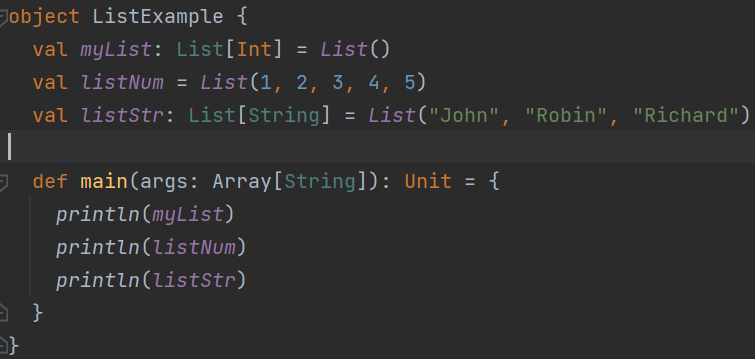 object ListExample {
  val myList: List[Int] = List()
  val listNum = List(1, 2, 3, 4, 5)
  val listStr: List[String] = List("John", "Robin", "Richard")
  def main(args: Array[String]): Unit = {
    println(myList)
    println(listNum)
    println(listStr)
  }
}